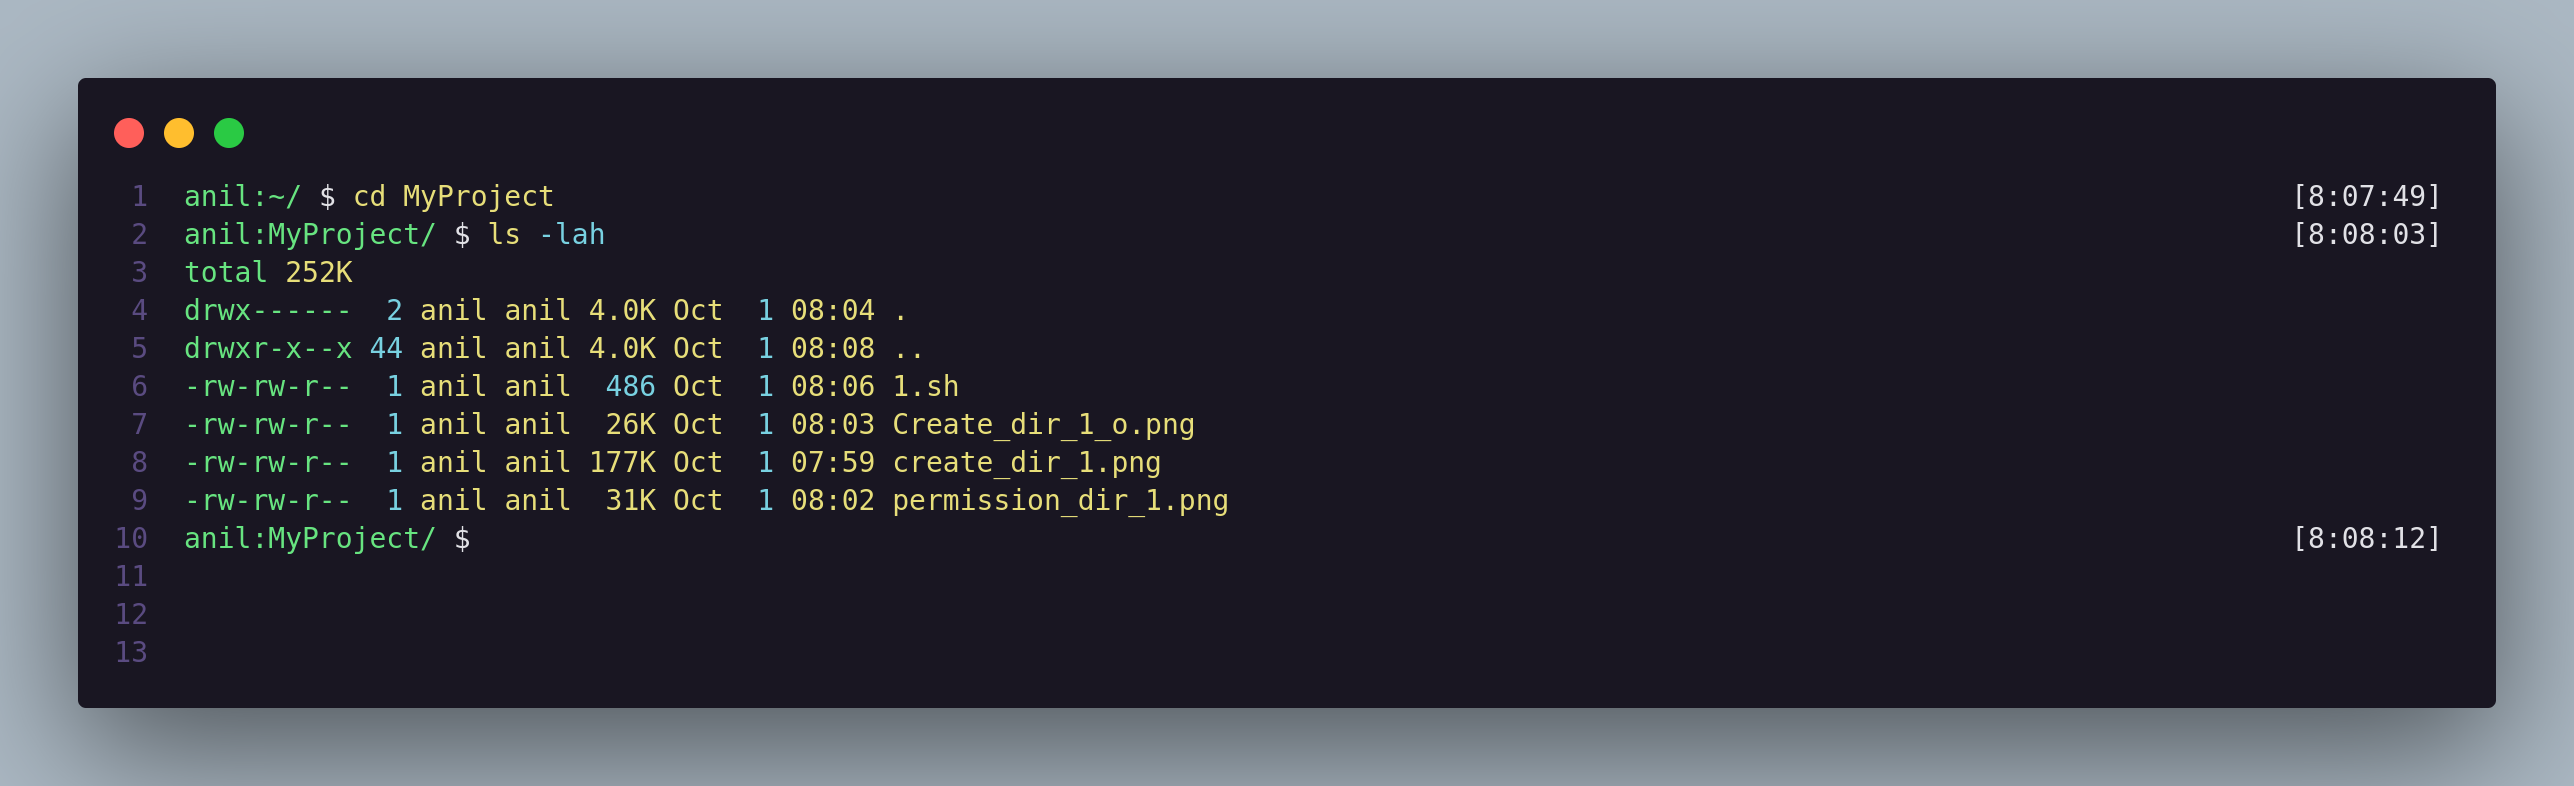 1 anil:~/ $ cd MyProject [8:07:49]
2 anil:MyProject/ $ ls -lah [8:08:03]
3 total 252K
4 drwx------  2 anil anil 4.0K Oct  1 08:04 .
5 drwxr-x--x 44 anil anil 4.0K Oct  1 08:08 ..
6 -rw-rw-r--  1 anil anil  486 Oct  1 08:06 1.sh
7 -rw-rw-r--  1 anil anil  26K Oct  1 08:03 Create_dir_1_o.png
8 -rw-rw-r--  1 anil anil 177K Oct  1 07:59 create_dir_1.png
9 -rw-rw-r--  1 anil anil  31K Oct  1 08:02 permission_dir_1.png
10 anil:MyProject/ $ [8:08:12]
11
12
13